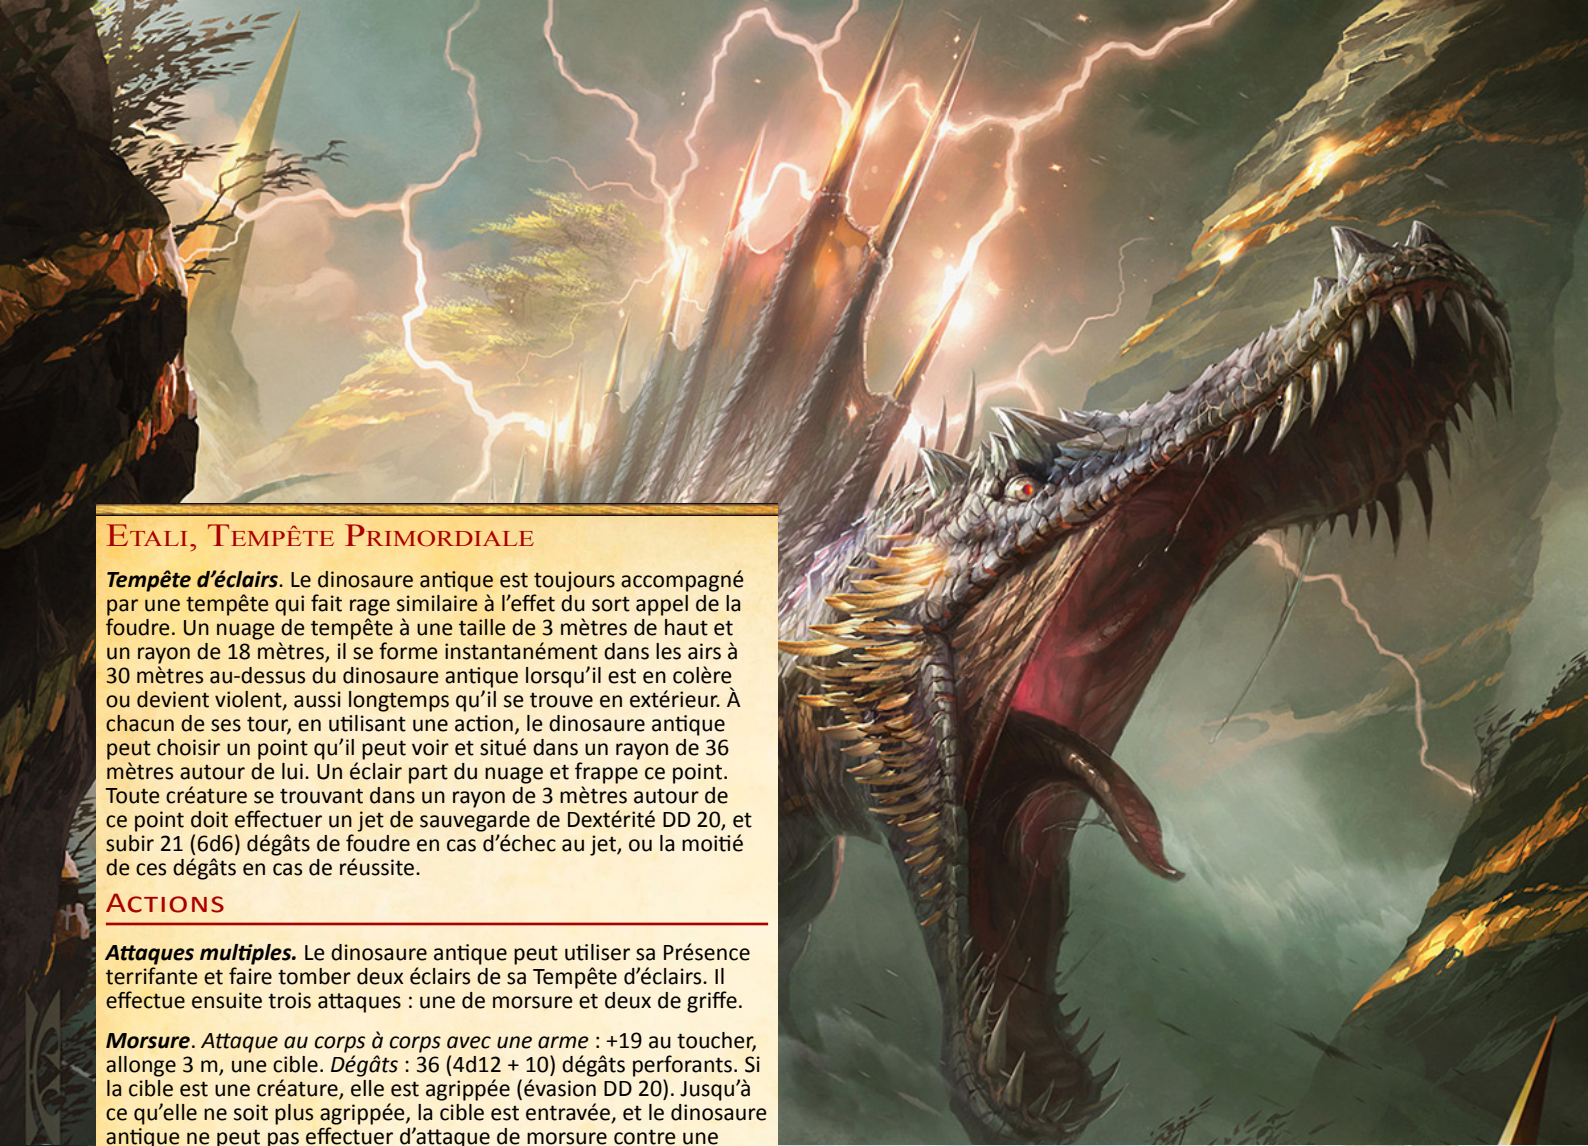 Etali, Tempête Primordiale
Tempête d’éclairs. Le dinosaure antique est toujours accompagné
par une tempête qui fait rage similaire à l’effet du sort appel de la
foudre. Un nuage de tempête à une taille de 3 mètres de haut et
un rayon de 18 mètres, il se forme instantanément dans les airs à
30 mètres au-dessus du dinosaure antique lorsqu’il est en colère
ou devient violent, aussi longtemps qu’il se trouve en extérieur. À
chacun de ses tour, en utilisant une action, le dinosaure antique
peut choisir un point qu’il peut voir et situé dans un rayon de 36
mètres autour de lui. Un éclair part du nuage et frappe ce point.
Toute créature se trouvant dans un rayon de 3 mètres autour de
ce point doit effectuer un jet de sauvegarde de Dextérité DD 20, et
subir 21 (6d6) dégâts de foudre en cas d’échec au jet, ou la moitié
de ces dégâts en cas de réussite.
Actions
Attaques multiples. Le dinosaure antique peut utiliser sa Présence
terrifante et faire tomber deux éclairs de sa Tempête d’éclairs. Il
effectue ensuite trois attaques : une de morsure et deux de griffe.
Morsure. Attaque au corps à corps avec une arme : +19 au toucher,
allonge 3 m, une cible. Dégâts : 36 (4d12 + 10) dégâts perforants. Si
la cible est une créature, elle est agrippée (évasion DD 20). Jusqu’à
ce qu’elle ne soit plus agrippée, la cible est entravée, et le dinosaure
antique ne peut pas effectuer d’attaque de morsure contre une